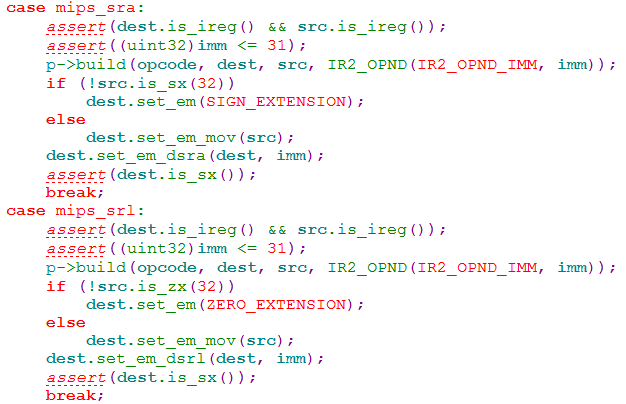 case mips_sra:
    assert(dest.is_ireg() && src.is_ireg());
    assert((uint32)imm <= 31);
    p->build(opcode, dest, src, IR2_OPND(IR2_OPND_IMM, imm));
    if (!src.is_sx(32))
        dest.set_em(SIGN_EXTENSION);
    else
        dest.set_em_mov(src);
    dest.set_em_dsra(dest, imm);
    assert(dest.is_sx());
    break;
case mips_srl:
    assert(dest.is_ireg() && src.is_ireg());
    assert((uint32)imm <= 31);
    p->build(opcode, dest, src, IR2_OPND(IR2_OPND_IMM, imm));
    if (!src.is_zx(32))
        dest.set_em(ZERO_EXTENSION);
    else
        dest.set_em_mov(src);
    dest.set_em_dsrl(dest, imm);
    assert(dest.is_sx());
    break;